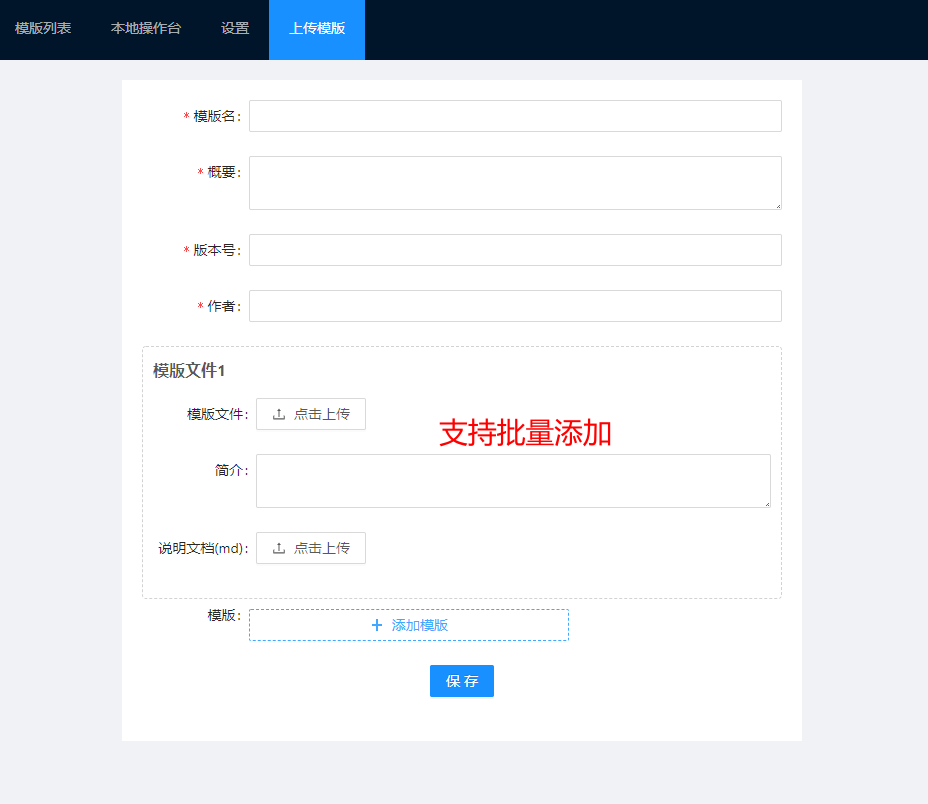 模版列表 本地操作台 设置 上传模版
* 模版名：
* 概要：
* 版本号：
* 作者：
模版文件1
模版文件： 点击上传
支持批量添加
简介：
说明文档(md)： 点击上传
模版： + 添加模版
保 存